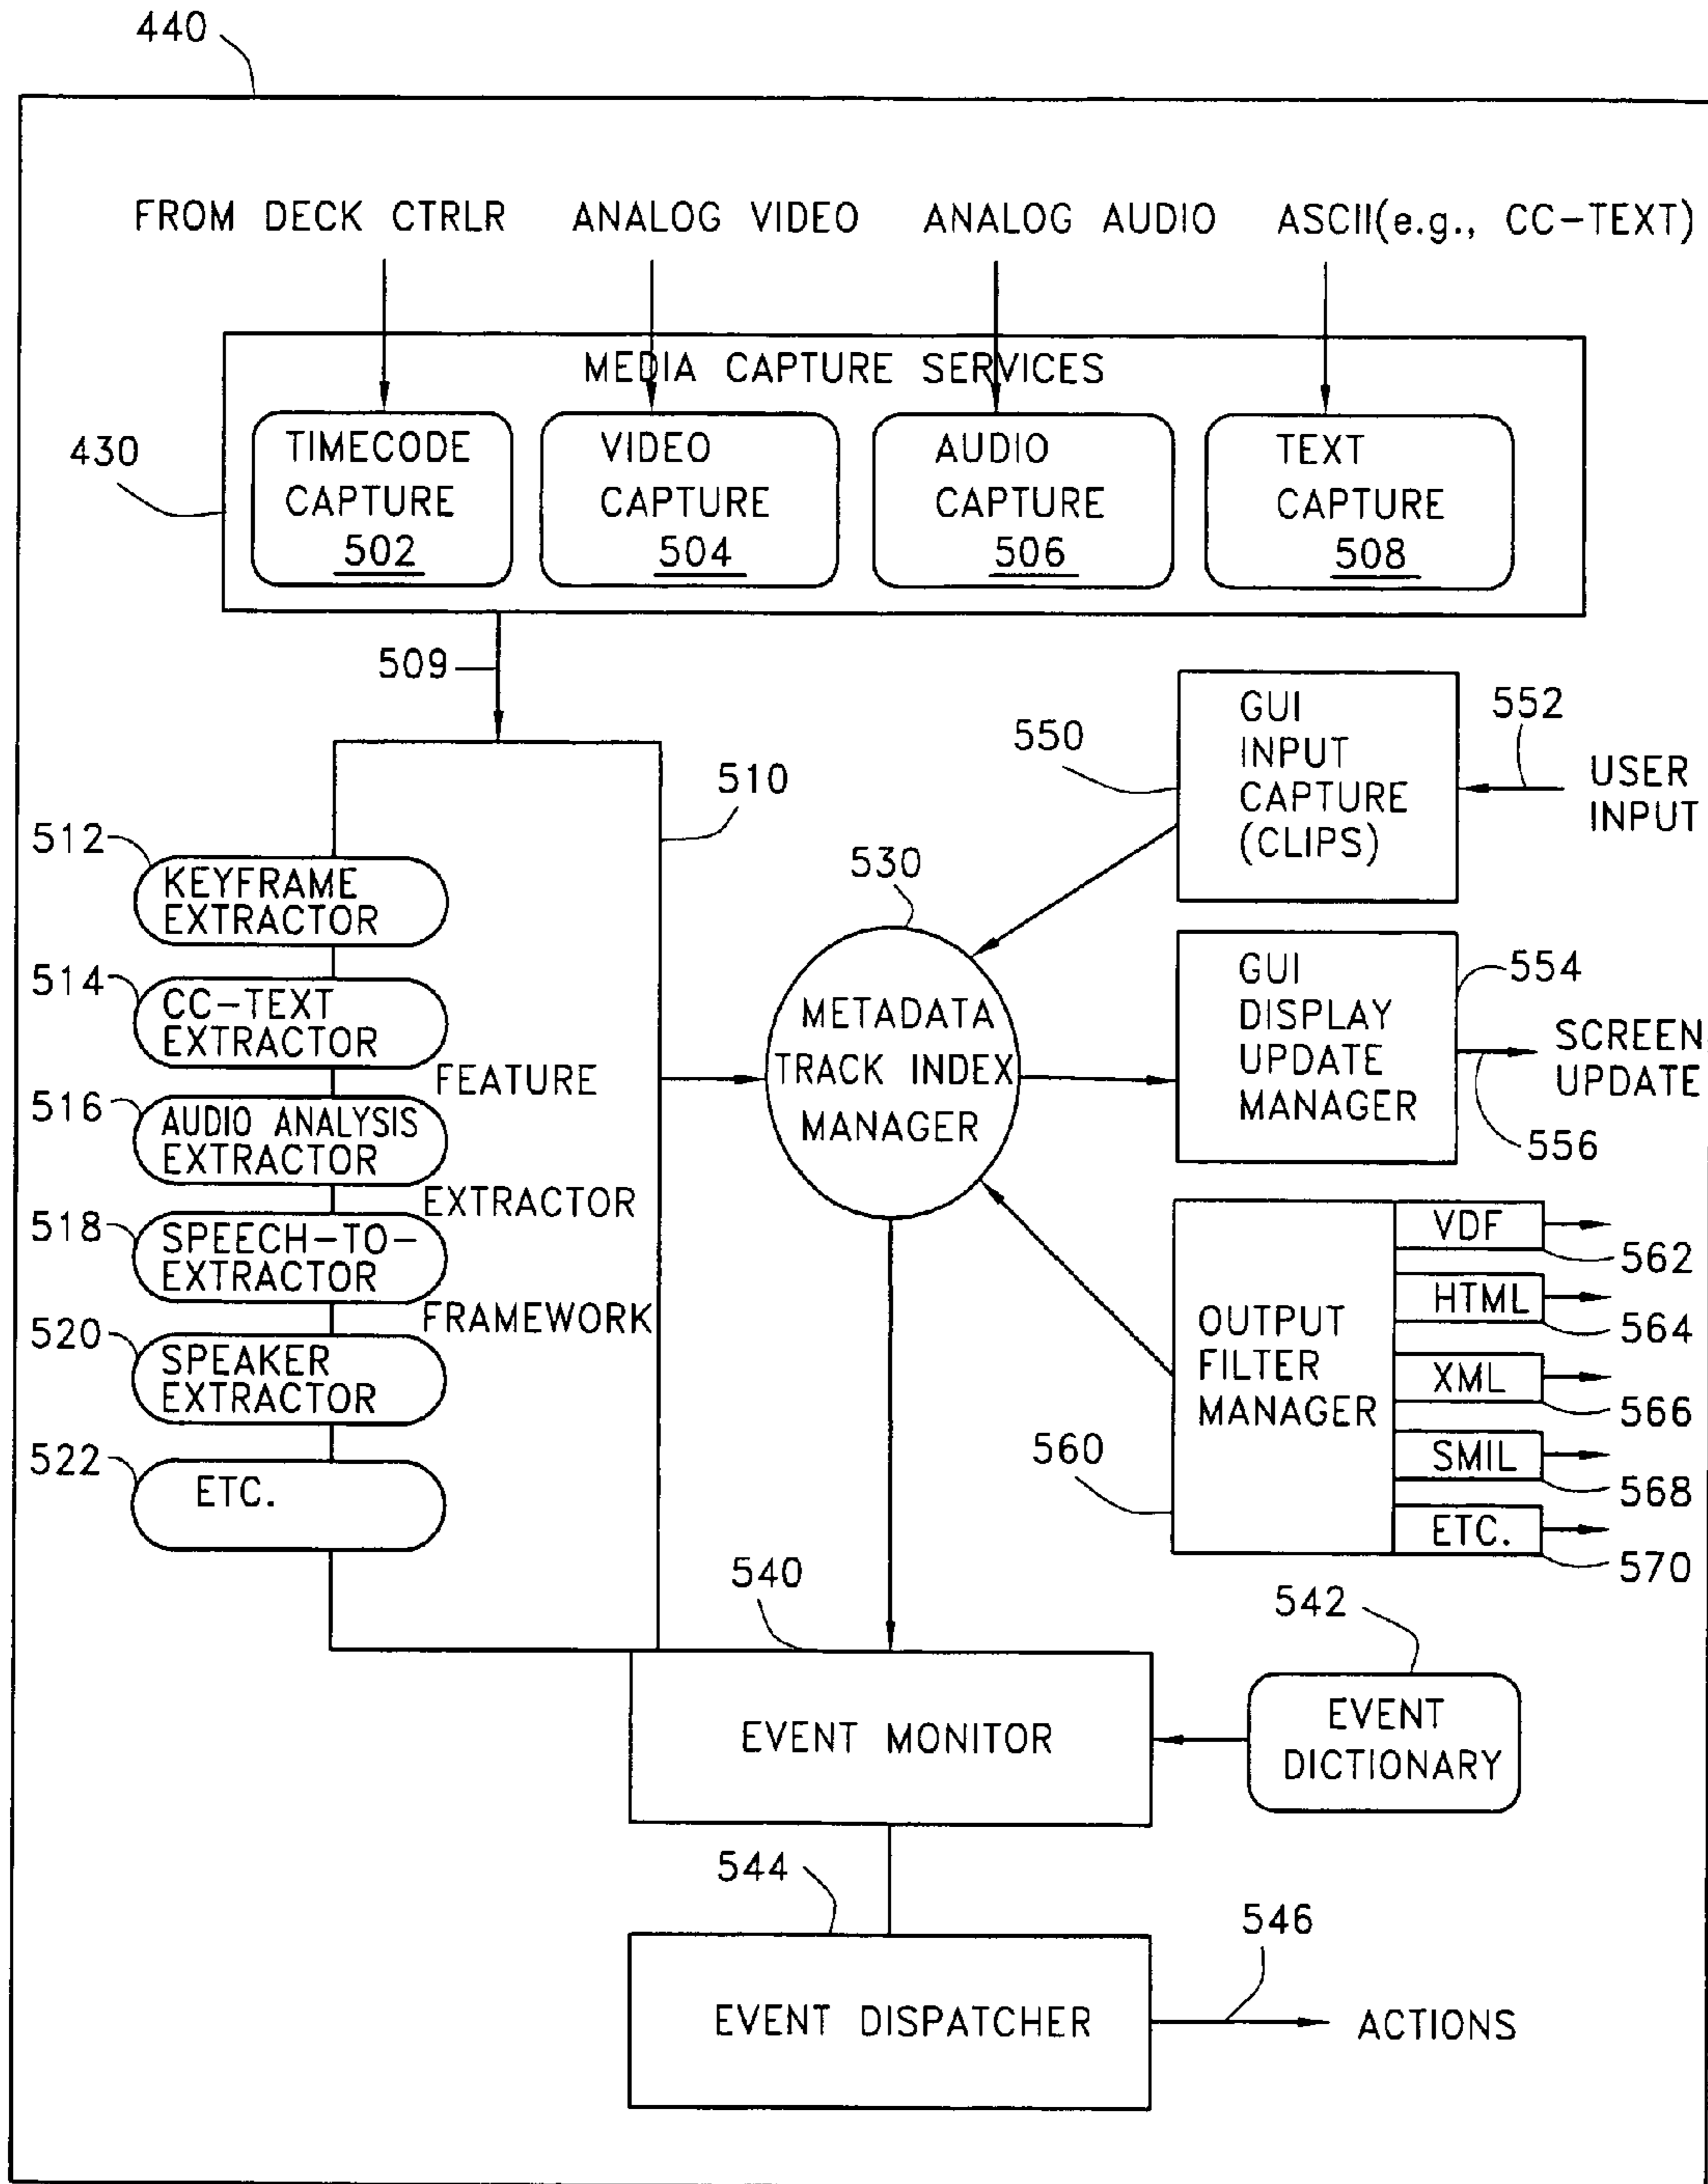 440
FROM DECK CTRLR
ANALOG VIDEO
ANALOG AUDIO
ASCII(e.g., CC-TEXT)
MEDIA CAPTURE SERVICES
430
TIMECODE
CAPTURE
502
VIDEO
CAPTURE
504
AUDIO
CAPTURE
506
TEXT
CAPTURE
508
509
510
512
KEYFRAME
EXTRACTOR
514
CC-TEXT
EXTRACTOR
516
AUDIO ANALYSIS
EXTRACTOR
518
SPEECH-TO-
EXTRACTOR
520
SPEAKER
EXTRACTOR
522
ETC.
FEATURE
EXTRACTOR
FRAMEWORK
530
METADATA
TRACK INDEX
MANAGER
550
GUI
INPUT
CAPTURE
(CLIPS)
552
USER
INPUT
GUI
DISPLAY
UPDATE
MANAGER
554
SCREEN
UPDATE
556
OUTPUT
FILTER
MANAGER
560
VDF
562
HTML
564
XML
566
SMIL
568
ETC.
570
540
EVENT MONITOR
542
EVENT
DICTIONARY
544
EVENT DISPATCHER
546
ACTIONS